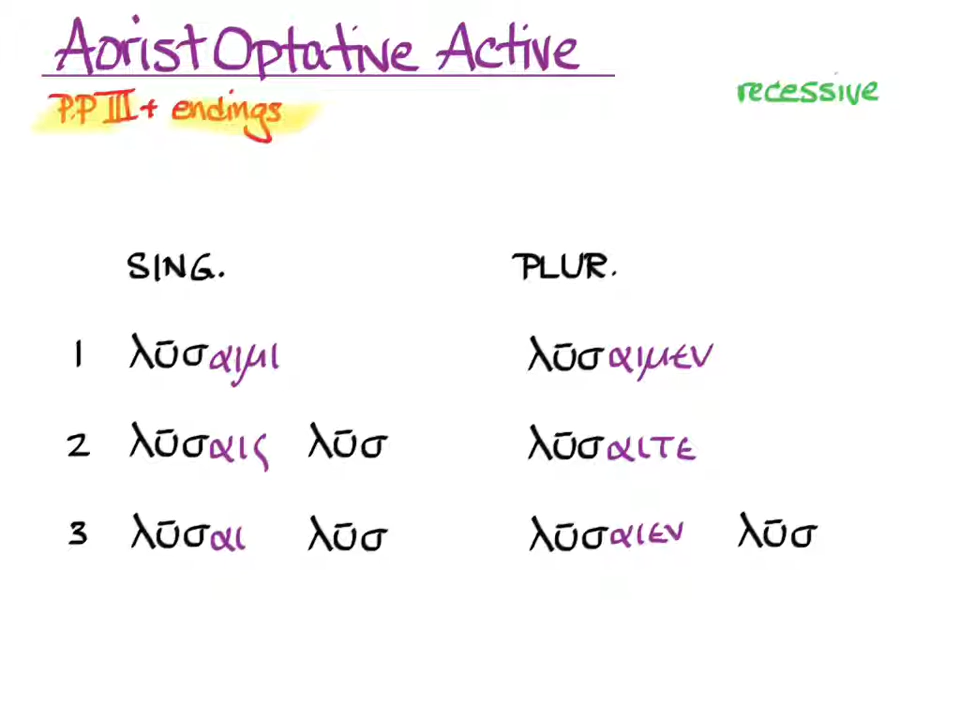 Aorist Optative Active
P.P III + endings
recessive
SING. PLUR.
1 λῡσαιμι λῡσαιμεν
2 λῡσαις λῡσ λῡσαιτε
3 λῡσαι λῡσ λῡσαιεν λῡσ